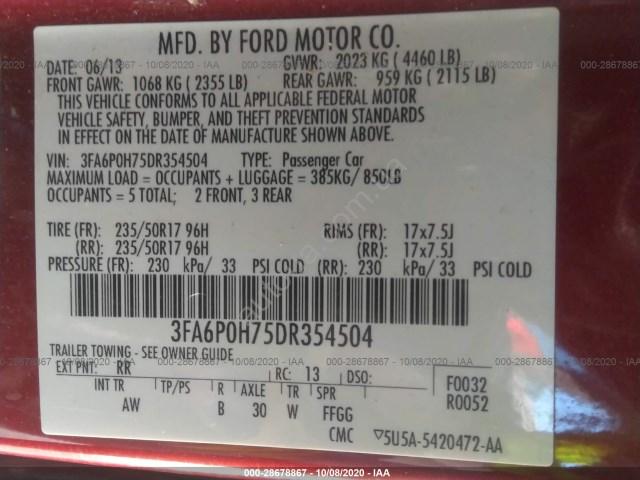 000-28678867 - 10/08/2020 - IAA
MFD. BY FORD MOTOR CO.
DATE: 06/13 GVWR: 2023 KG ( 4460 LB)
FRONT GAWR: 1068 KG ( 2355 LB) REAR GAWR: 959 KG ( 2115 LB)
THIS VEHICLE CONFORMS TO ALL APPLICABLE FEDERAL MOTOR
VEHICLE SAFETY, BUMPER, AND THEFT PREVENTION STANDARDS
IN EFFECT ON THE DATE OF MANUFACTURE SHOWN ABOVE.
VIN: 3FA6P0H75DR354504 TYPE: Passenger Car
MAXIMUM LOAD = OCCUPANTS + LUGGAGE = 385KG/ 850LB
OCCUPANTS = 5 TOTAL; 2 FRONT, 3 REAR
TIRE (FR): 235/50R17 96H RIMS (FR): 17x7.5J
(RR): 235/50R17 96H (RR): 17x7.5J
PRESSURE (FR): 230 kPa/ 33 PSI COLD (RR): 230 kPa/ 33 PSI COLD
3FA6P0H75DR354504
TRAILER TOWING - SEE OWNER GUIDE
EXT PNT: RR RC: 13 DSO: F0032
INT TR TP/PS R AXLE TR SPR R0052
AW B 30 W FFGG
CMC ▽5U5A-5420472-AA
000-28678867 - 10/08/2020 - IAA